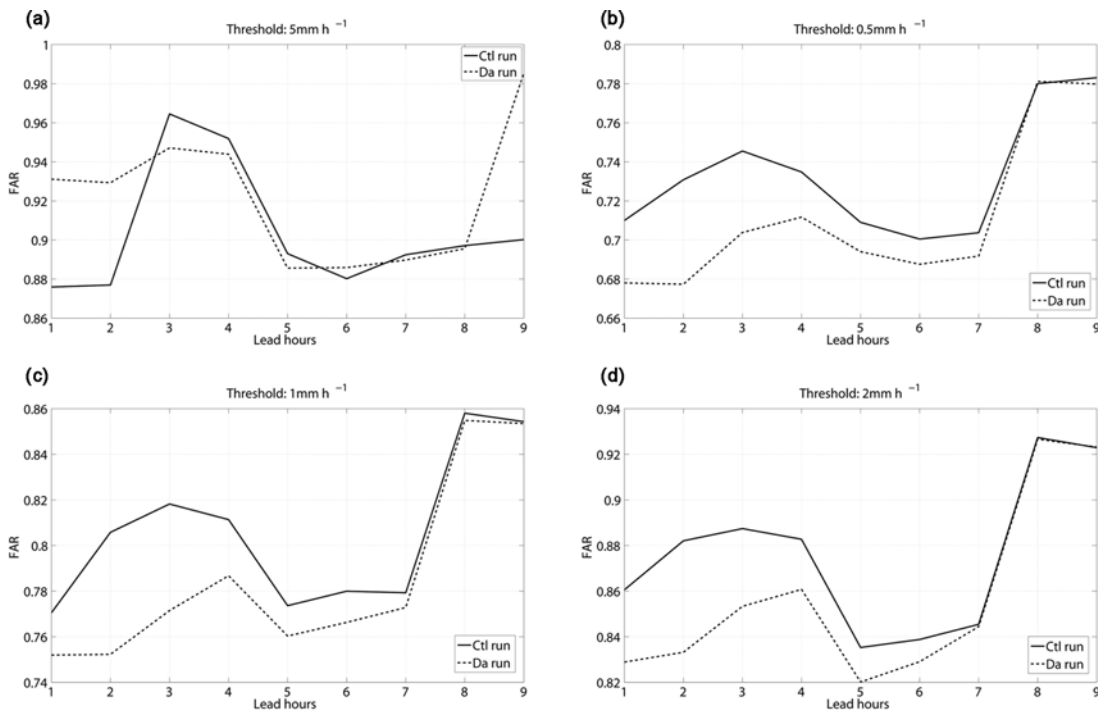 (a)
Threshold: 5mm h −1
1
0.98
0.96
0.94
0.92
0.9
0.88
0.86
FAR
Ctl run
Da run
1 2 3 4 5 6 7 8 9
Lead hours
(b)
Threshold: 0.5mm h −1
0.8
0.78
0.76
0.74
0.72
0.7
0.68
0.66
FAR
Ctl run
Da run
1 2 3 4 5 6 7 8 9
Lead hours
(c)
Threshold: 1mm h −1
0.86
0.84
0.82
0.8
0.78
0.76
0.74
FAR
Ctl run
Da run
1 2 3 4 5 6 7 8 9
Lead hours
(d)
Threshold: 2mm h −1
0.94
0.92
0.9
0.88
0.86
0.84
0.82
FAR
Ctl run
Da run
1 2 3 4 5 6 7 8 9
Lead hours